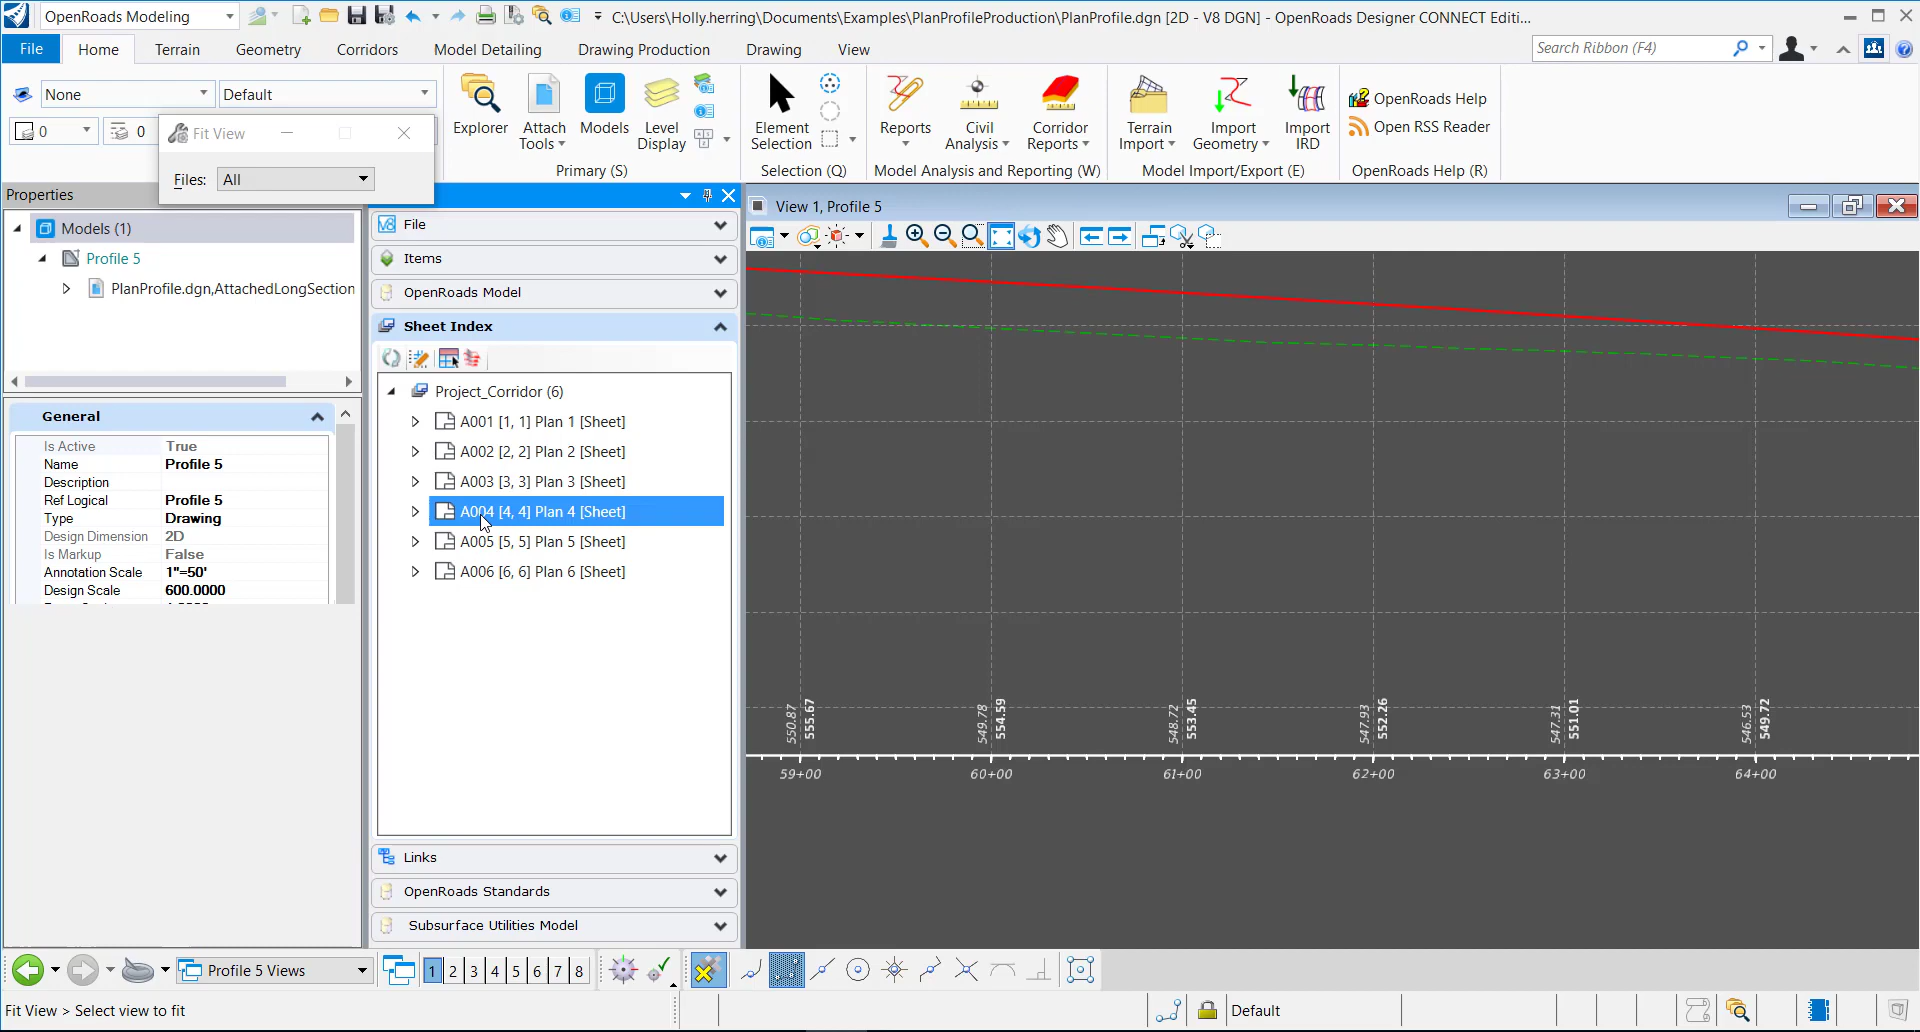 OpenRoads Modeling
C:\Users\Holly.herring\Documents\Examples\PlanProfileProduction\PlanProfile.dgn [2D - V8 DGN] - OpenRoads Designer CONNECT Editi...
File Home Terrain Geometry Corridors Model Detailing Drawing Production Drawing View
Search Ribbon (F4)
None Default
0 0
Fit View
Files: All
Explorer
Attach Tools
Models
Level Display
Primary (S)
Element Selection
Selection (Q)
Reports
Civil Analysis
Corridor Reports
Model Analysis and Reporting (W)
Terrain Import
Import Geometry
Import IRD
Model Import/Export (E)
OpenRoads Help
Open RSS Reader
OpenRoads Help (R)
Properties
Models (1)
Profile 5
PlanProfile.dgn,AttachedLongSection
General
Is Active True
Name Profile 5
Description
Ref Logical Profile 5
Type Drawing
Design Dimension 2D
Is Markup False
Annotation Scale 1"=50'
Design Scale 600.0000
File
Items
OpenRoads Model
Sheet Index
Project_Corridor (6)
A001 [1, 1] Plan 1 [Sheet]
A002 [2, 2] Plan 2 [Sheet]
A003 [3, 3] Plan 3 [Sheet]
A004 [4, 4] Plan 4 [Sheet]
A005 [5, 5] Plan 5 [Sheet]
A006 [6, 6] Plan 6 [Sheet]
Links
OpenRoads Standards
Subsurface Utilities Model
View 1, Profile 5
550.87 555.67 549.78 554.59 548.72 553.45 547.93 552.26 547.31 551.01 546.53 549.72
59+00 60+00 61+00 62+00 63+00 64+00
Profile 5 Views 1 2 3 4 5 6 7 8
Fit View > Select view to fit
Default